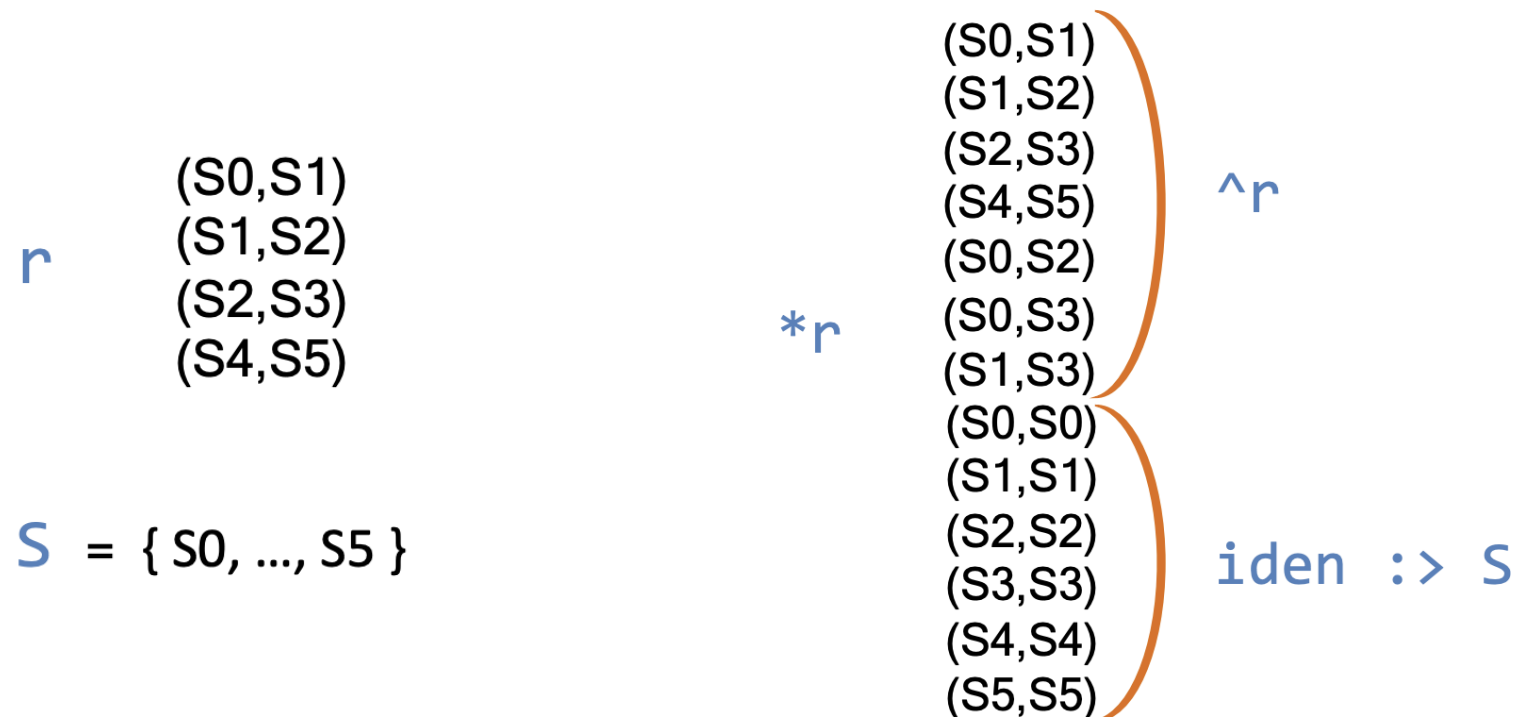 r
(S0,S1)
(S1,S2)
(S2,S3)
(S4,S5)
S = { S0, ..., S5 }
*r
(S0,S1)
(S1,S2)
(S2,S3)
(S4,S5)
(S0,S2)
(S0,S3)
(S1,S3)
^r
(S0,S0)
(S1,S1)
(S2,S2)
(S3,S3)
(S4,S4)
(S5,S5)
iden :> S